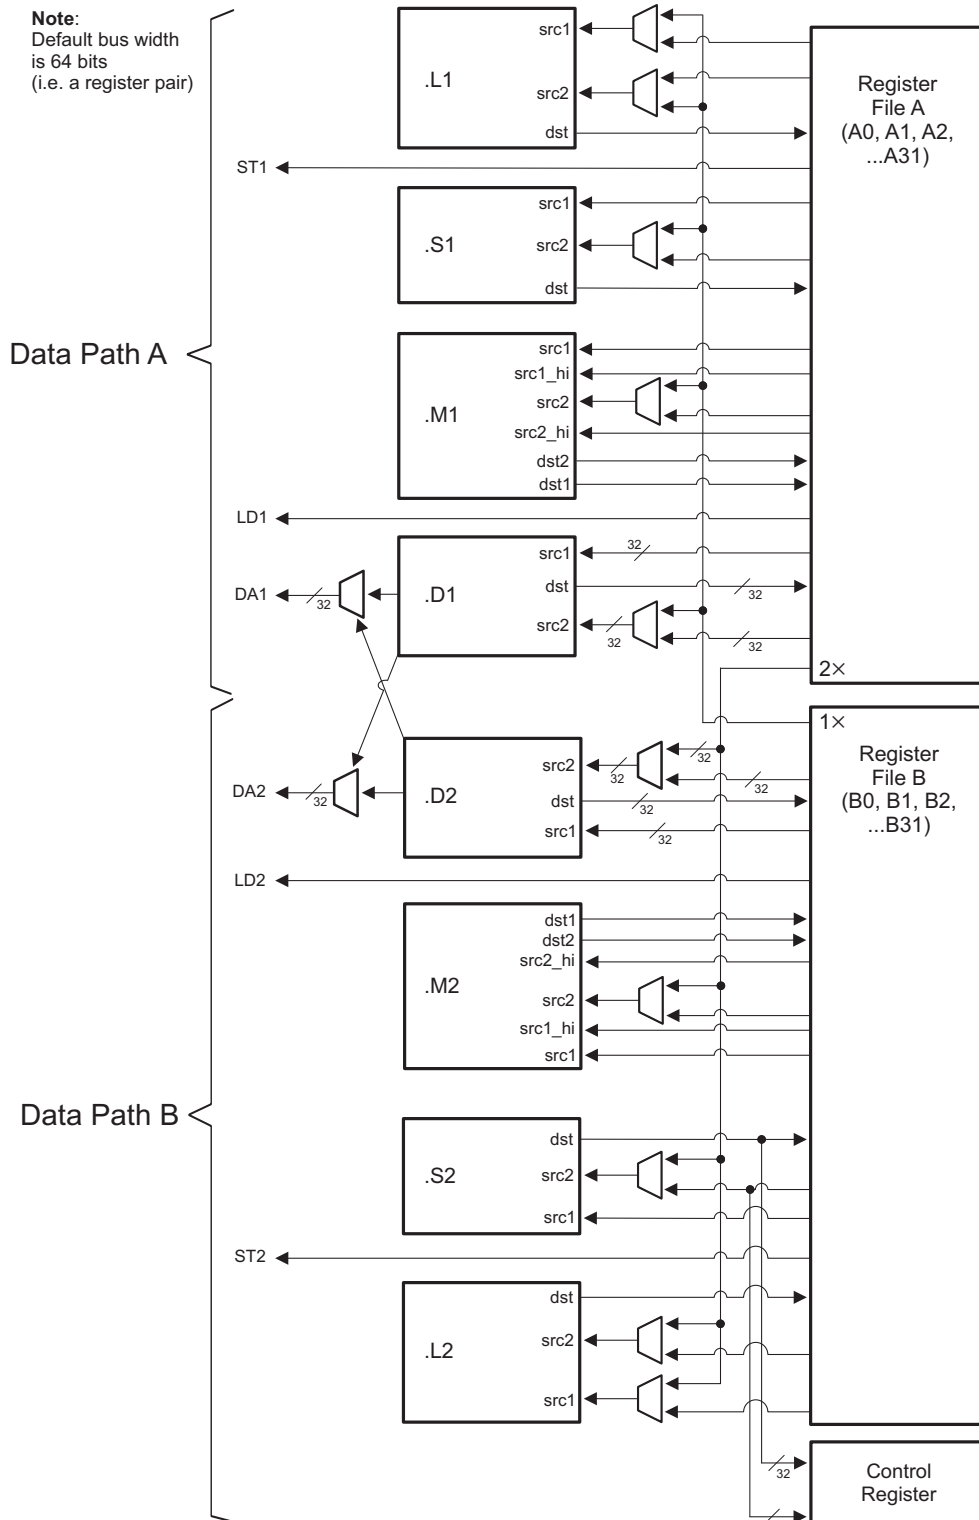 Note:
Default bus width
is 64 bits
(i.e. a register pair)
src1
.L1
src2
dst
Register
File A
(A0, A1, A2,
...A31)
ST1
src1
.S1
src2
dst
Data Path A
src1
src1_hi
src2
.M1
src2_hi
dst2
dst1
LD1
src1
32
DA1
32
.D1
dst
32
src2
32
32
2×
1×
Register
File B
(B0, B1, B2,
...B31)
src2
32
32
32
DA2
32
.D2
dst
32
src1
32
LD2
dst1
dst2
src2_hi
.M2
src2
src1_hi
src1
Data Path B
dst
.S2
src2
src1
ST2
dst
src2
.L2
src1
32
Control
Register